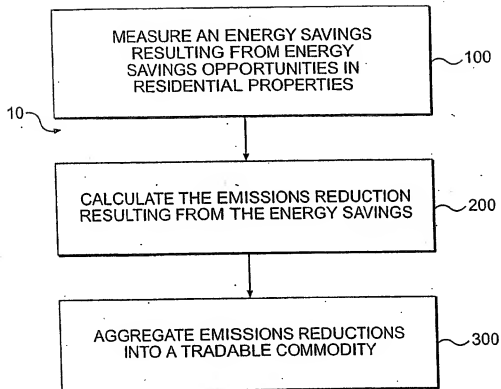 MEASURE AN ENERGY SAVINGS
RESULTING FROM ENERGY
SAVINGS OPPORTUNITIES IN
RESIDENTIAL PROPERTIES
100
10
CALCULATE THE EMISSIONS REDUCTION
RESULTING FROM THE ENERGY SAVINGS
200
AGGREGATE EMISSIONS REDUCTIONS
INTO A TRADABLE COMMODITY
300